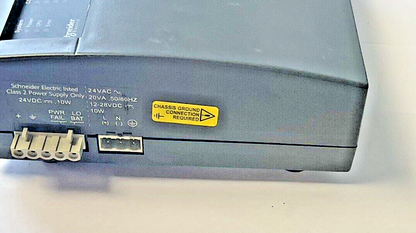 Schneider
Schneider Electric listed
Class 2 Power Supply Only
24VDC ⎓ ,10W
24VAC ∿
20VA 50/60HZ
12-28VDC ⎓
10W
+ ⏚ PWR FAIL LO BAT
L (+) N (-) ⏚
CHASSIS GROUND
CONNECTION
REQUIRED